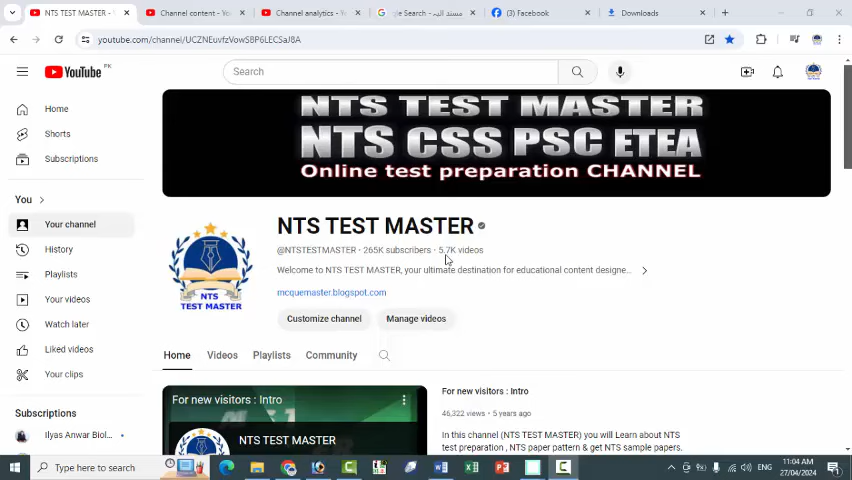 NTS TEST MASTER - Y
Channel content - You
Channel analytics - Y
Google Search - مسند الیہ
(3) Facebook
Downloads
youtube.com/channel/UCZNEuvfzVowS8P6LECSaJ8A
YouTube PK
Search
Home
Shorts
Subscriptions
You
Your channel
History
Playlists
Your videos
Watch later
Liked videos
Your clips
Subscriptions
Ilyas Anwar Biol...
NTS TEST MASTER
NTS CSS PSC ETEA
Online test preparation CHANNEL
NTS TEST MASTER
NTS
TEST MASTER
@NTSTESTMASTER · 265K subscribers · 5.7K videos
Welcome to NTS TEST MASTER, your ultimate destination for educational content designe...
mcquemaster.blogspot.com
Customize channel
Manage videos
Home
Videos
Playlists
Community
For new visitors : Intro
NTS TEST MASTER
For new visitors : Intro
46,322 views · 5 years ago
In this channel (NTS TEST MASTER) you will Learn about NTS
test preparation , NTS paper pattern & get NTS sample papers.
Type here to search
ENG
11:04 AM
27/04/2024